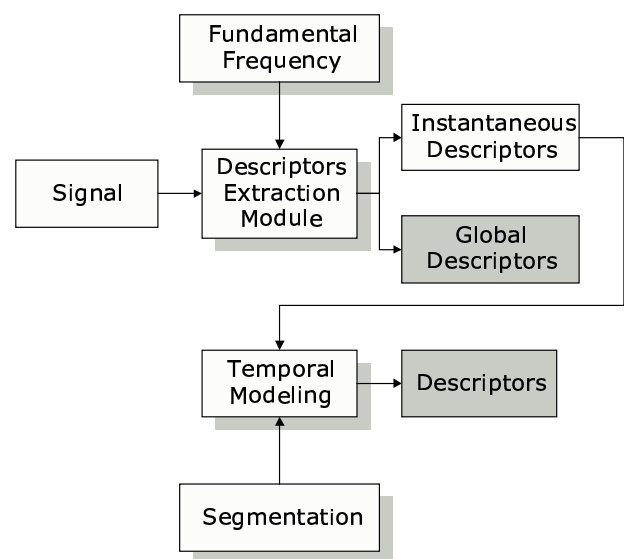 Fundamental
Frequency
Instantaneous
Descriptors
Signal
Descriptors
Extraction
Module
Global
Descriptors
Temporal
Modeling
Descriptors
Segmentation